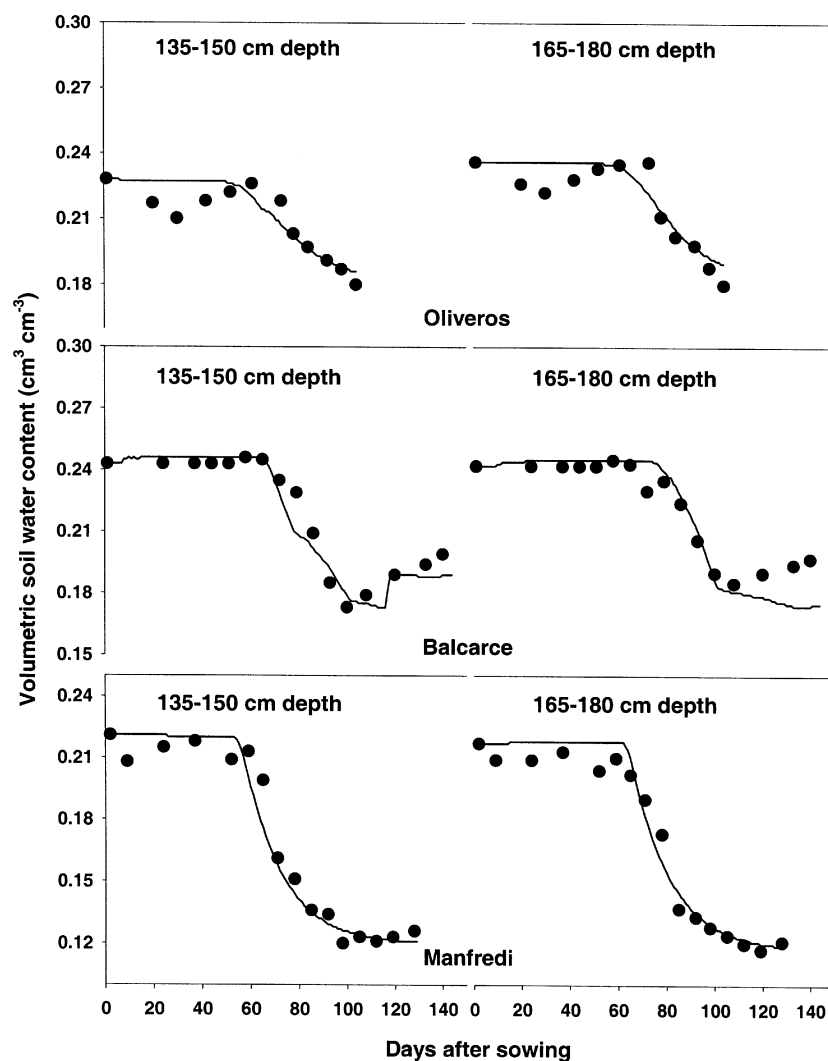 0.30
135-150 cm depth
165-180 cm depth
0.27
0.24
0.21
0.18
Oliveros
0.30
135-150 cm depth
165-180 cm depth
0.27
0.24
0.21
0.18
0.15
Balcarce
Volumetric soil water content (cm³ cm⁻³)
0.24
135-150 cm depth
165-180 cm depth
0.21
0.18
0.15
0.12
Manfredi
0 20 40 60 80 100 120 140
0 20 40 60 80 100 120 140
Days after sowing